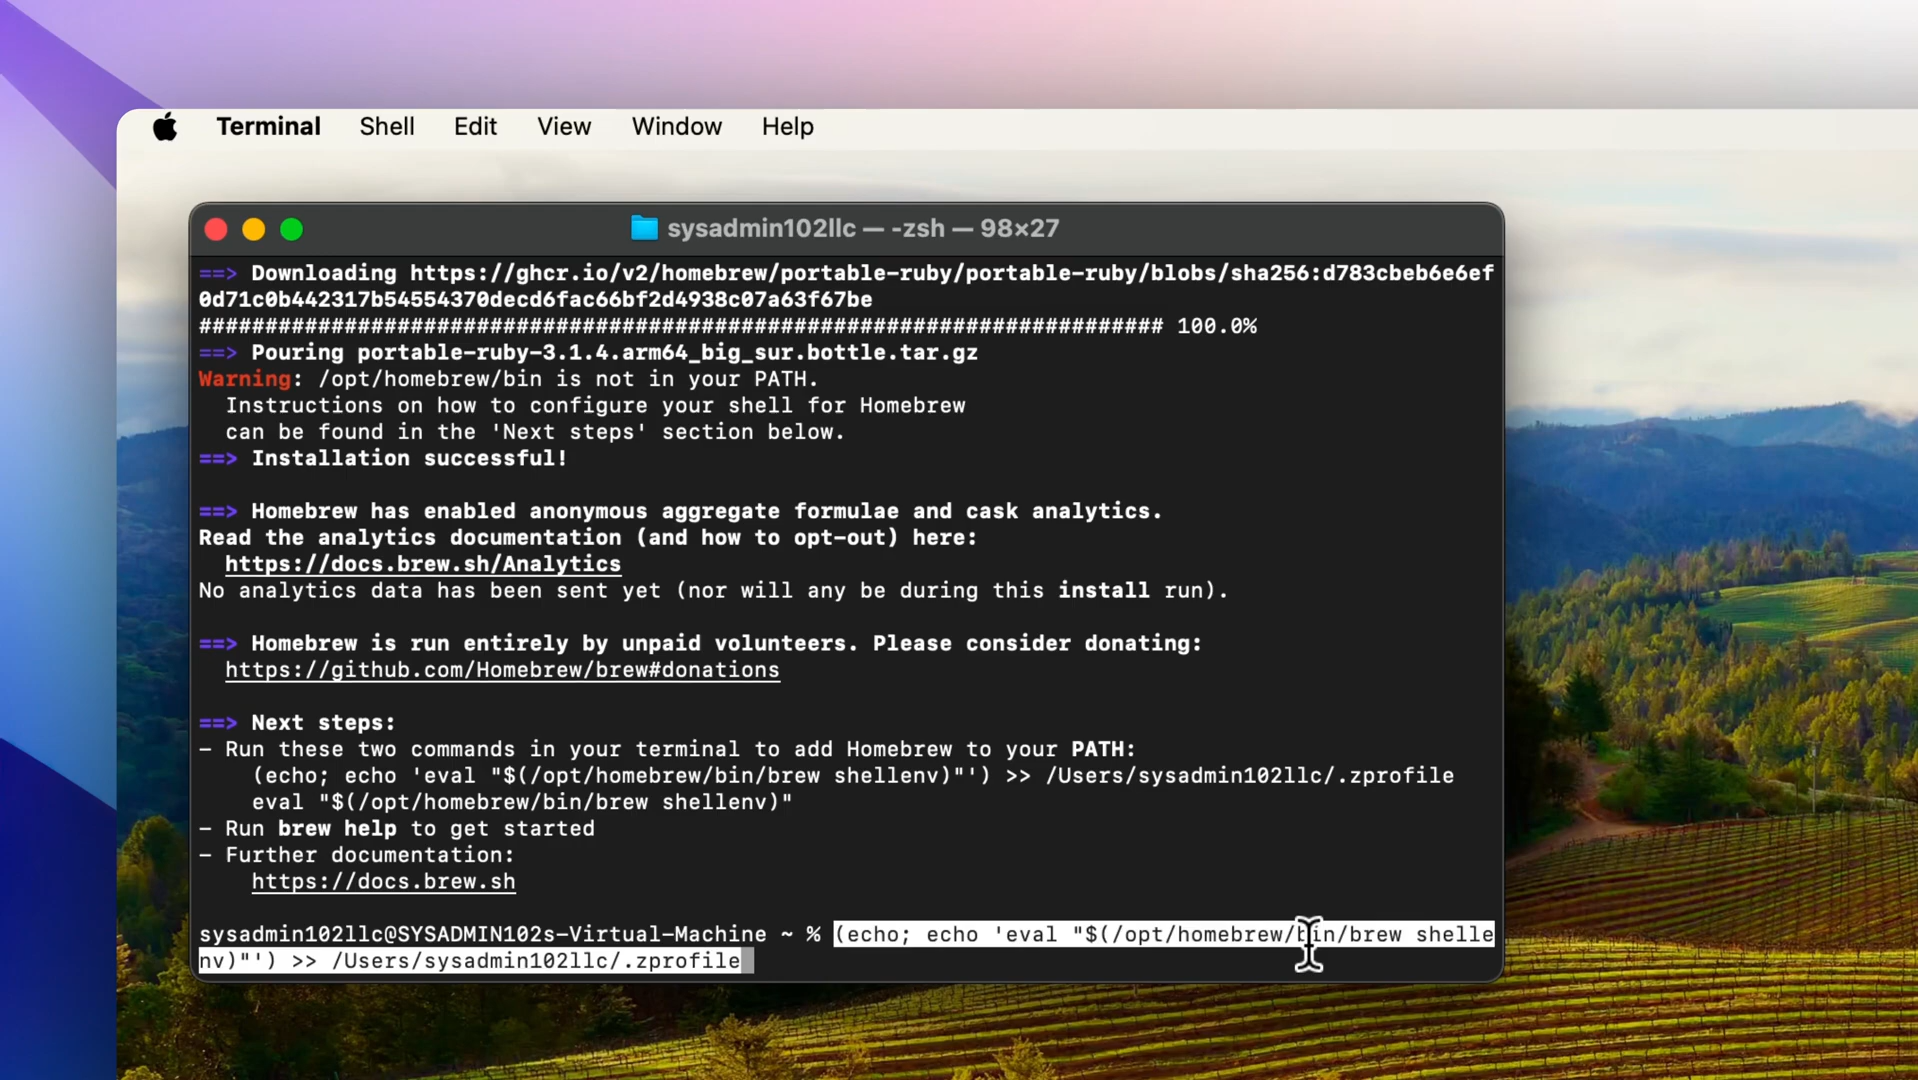 Terminal Shell Edit View Window Help
sysadmin102llc — -zsh — 98×27
==> Downloading https://ghcr.io/v2/homebrew/portable-ruby/portable-ruby/blobs/sha256:d783cbeb6e6ef
0d71c0b442317b54554370decd6fac66bf2d4938c07a63f67be
######################################################################### 100.0%
==> Pouring portable-ruby-3.1.4.arm64_big_sur.bottle.tar.gz
Warning: /opt/homebrew/bin is not in your PATH.
  Instructions on how to configure your shell for Homebrew
  can be found in the 'Next steps' section below.
==> Installation successful!
==> Homebrew has enabled anonymous aggregate formulae and cask analytics.
Read the analytics documentation (and how to opt-out) here:
  https://docs.brew.sh/Analytics
No analytics data has been sent yet (nor will any be during this install run).
==> Homebrew is run entirely by unpaid volunteers. Please consider donating:
  https://github.com/Homebrew/brew#donations
==> Next steps:
– Run these two commands in your terminal to add Homebrew to your PATH:
    (echo; echo 'eval "$(/opt/homebrew/bin/brew shellenv)"') >> /Users/sysadmin102llc/.zprofile
    eval "$(/opt/homebrew/bin/brew shellenv)"
– Run brew help to get started
– Further documentation:
    https://docs.brew.sh
sysadmin102llc@SYSADMIN102s-Virtual-Machine ~ % (echo; echo 'eval "$(/opt/homebrew/bin/brew shelle
nv)"') >> /Users/sysadmin102llc/.zprofile